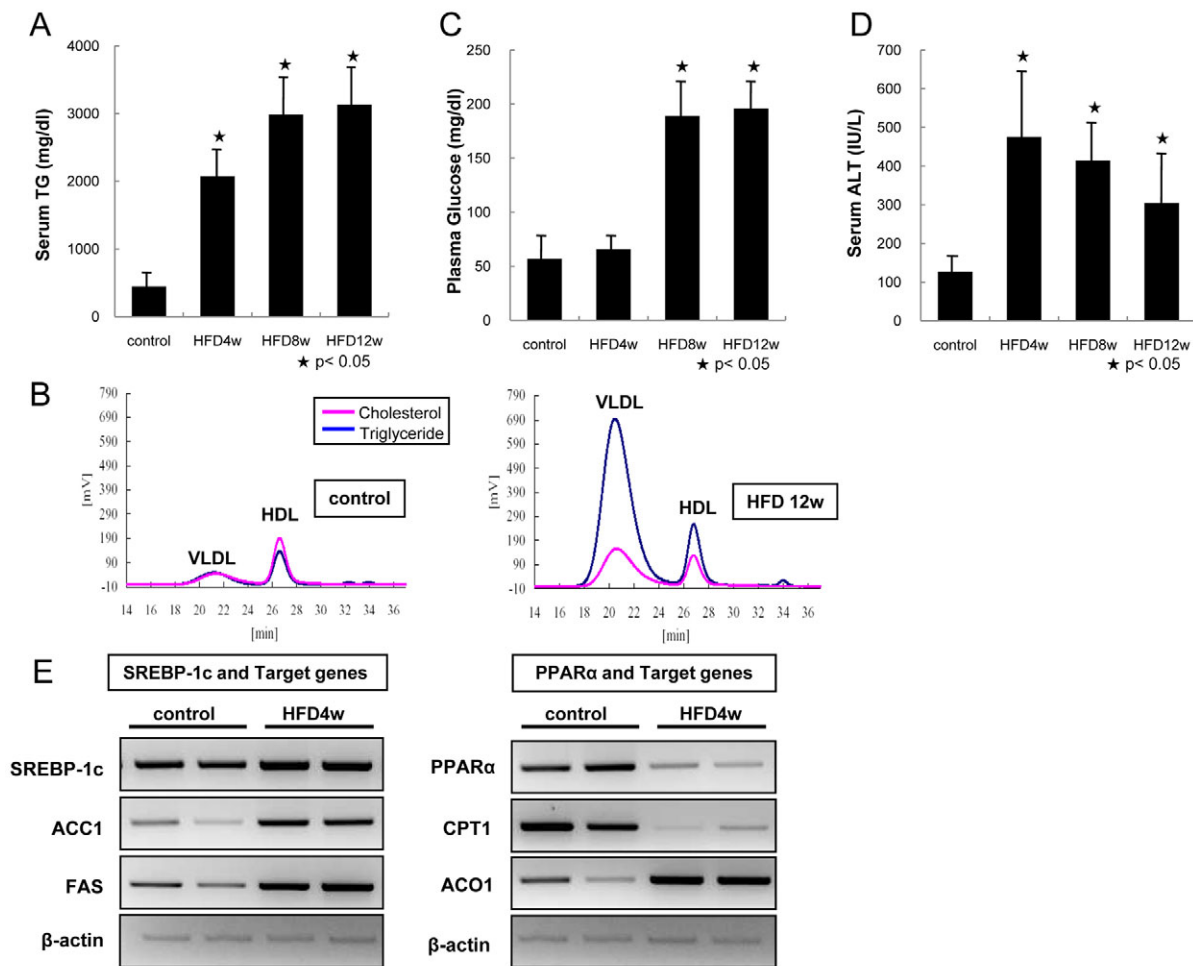 A
Serum TG (mg/dl)
4000
3000
2000
1000
0
★
★
★
control
HFD4w
HFD8w
HFD12w
★ p< 0.05
C
Plasma Glucose (mg/dl)
250
200
150
100
50
0
★
★
control
HFD4w
HFD8w
HFD12w
★ p< 0.05
D
Serum ALT (IU/L)
700
600
500
400
300
200
100
0
★
★
★
control
HFD4w
HFD8w
HFD12w
★ p< 0.05
B
[mV]
790
690
590
490
390
290
190
90
-10
Cholesterol
Triglyceride
control
VLDL
HDL
14 16 18 20 22 24 26 28 30 32 34 36
[min]
[mV]
790
690
590
490
390
290
190
90
-10
VLDL
HDL
HFD 12w
14 16 18 20 22 24 26 28 30 32 34 36
[min]
E
SREBP-1c and Target genes
control HFD4w
SREBP-1c
ACC1
FAS
β-actin
PPARα and Target genes
control HFD4w
PPARα
CPT1
ACO1
β-actin